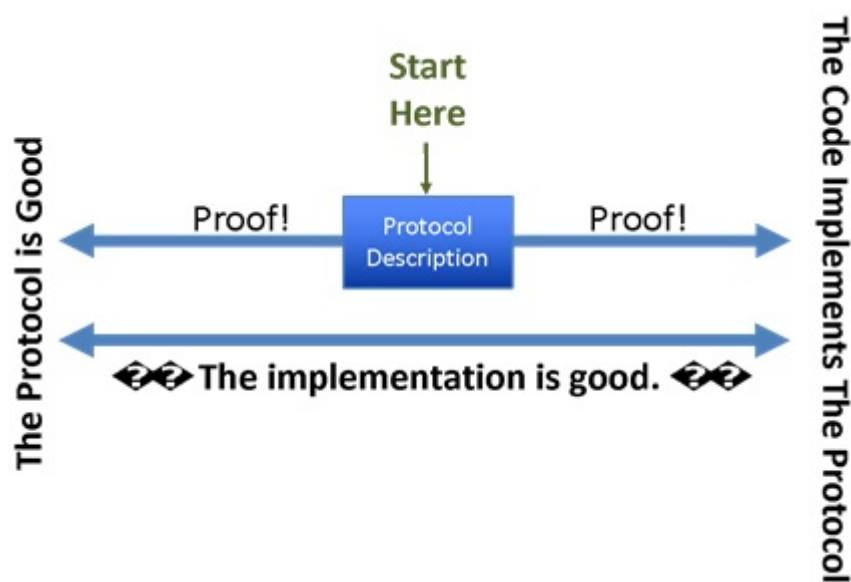 Start
Here
The Protocol is Good
Proof!
Protocol
Description
Proof!
The Code Implements The Protocol
�� The implementation is good. ��